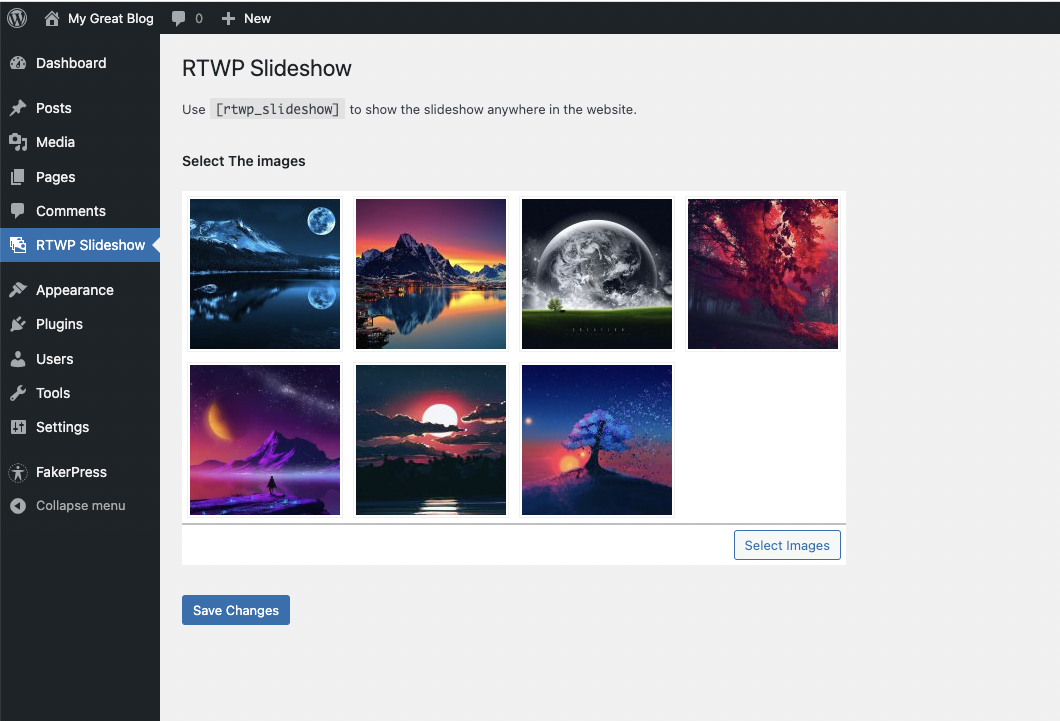 My Great Blog 0 New
Dashboard
Posts
Media
Pages
Comments
RTWP Slideshow
Appearance
Plugins
Users
Tools
Settings
FakerPress
Collapse menu
RTWP Slideshow
Use [rtwp_slideshow] to show the slideshow anywhere in the website.
Select The images
Select Images
Save Changes